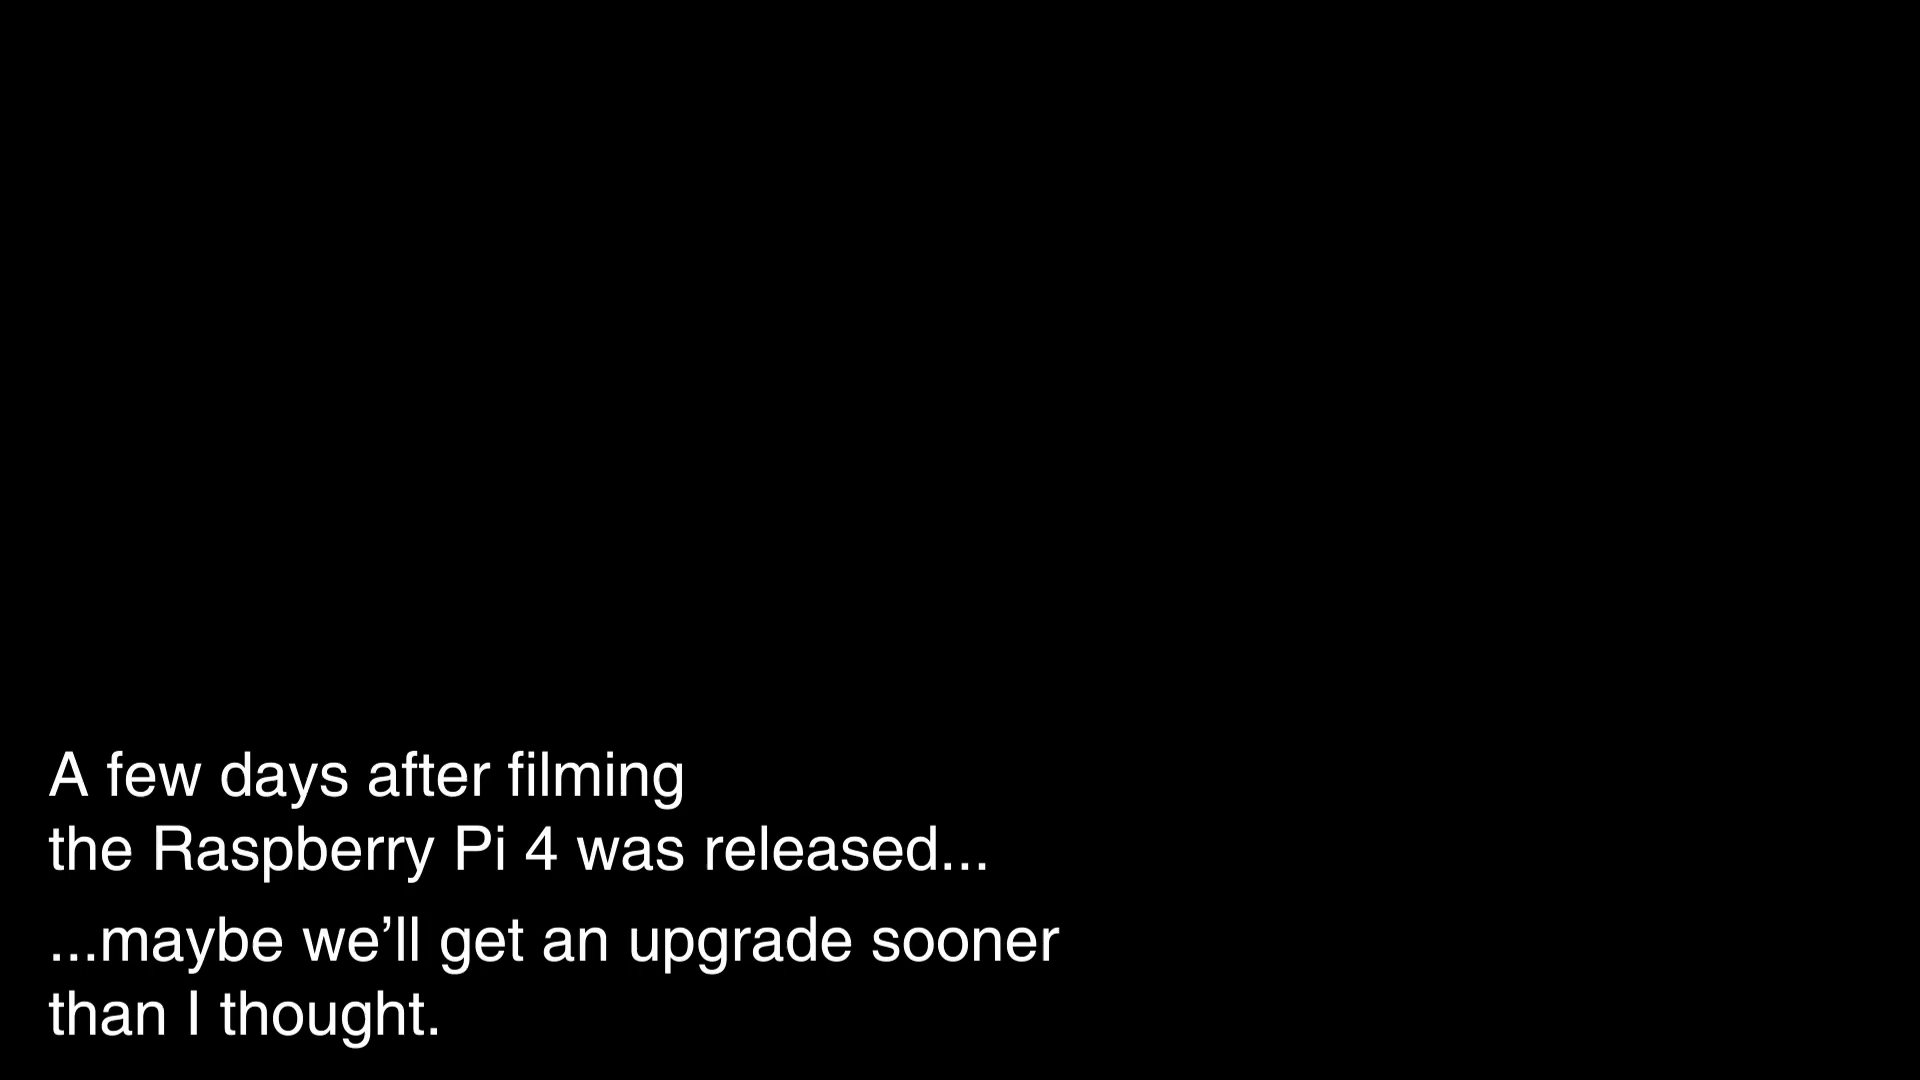 A few days after filming
the Raspberry Pi 4 was released...
...maybe we’ll get an upgrade sooner
than I thought.